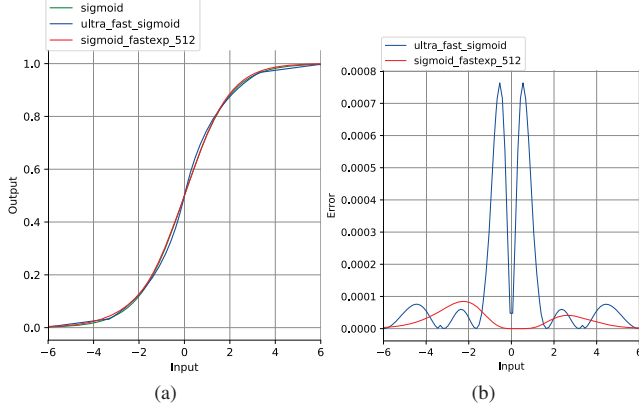 sigmoid
ultra_fast_sigmoid
sigmoid_fastexp_512
1.0
0.8
0.6
0.4
0.2
0.0
Output
−6 −4 −2 0 2 4 6
Input
(a)
ultra_fast_sigmoid
sigmoid_fastexp_512
0.0008
0.0007
0.0006
0.0005
0.0004
0.0003
0.0002
0.0001
0.0000
Error
−6 −4 −2 0 2 4 6
Input
(b)